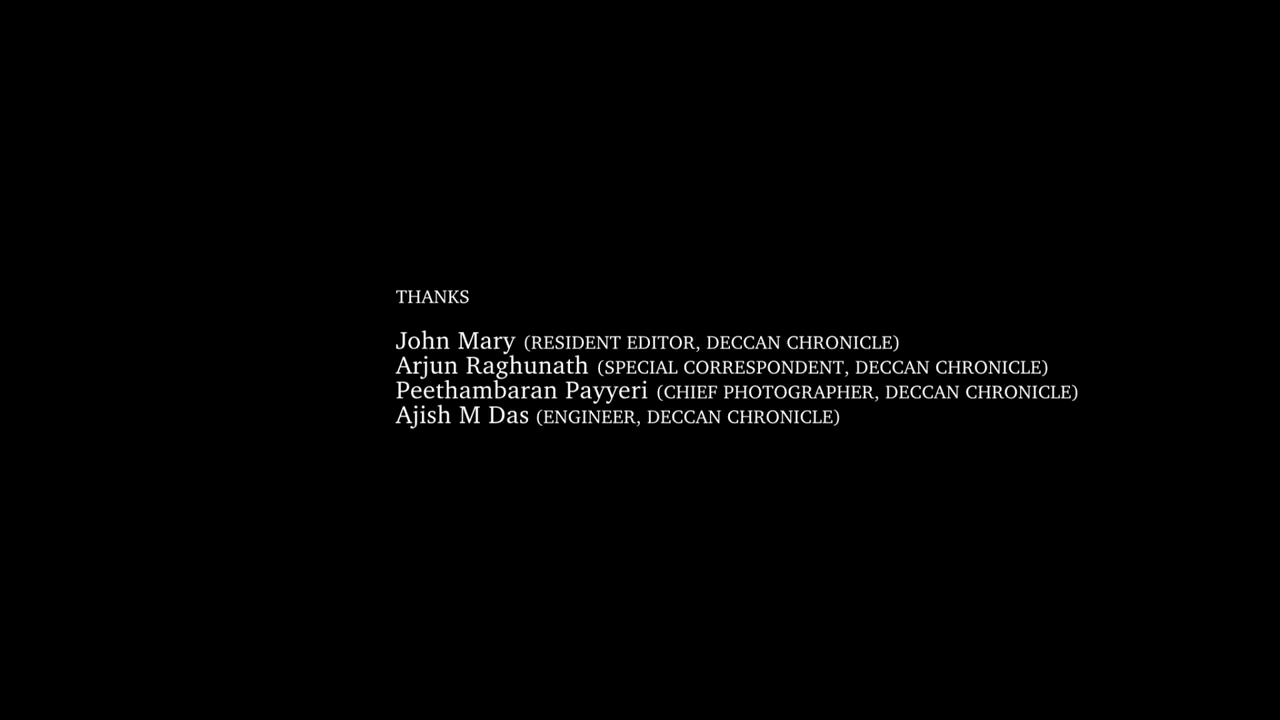 THANKS
John Mary (RESIDENT EDITOR, DECCAN CHRONICLE)
Arjun Raghunath (SPECIAL CORRESPONDENT, DECCAN CHRONICLE)
Peethambaran Payyeri (CHIEF PHOTOGRAPHER, DECCAN CHRONICLE)
Ajish M Das (ENGINEER, DECCAN CHRONICLE)